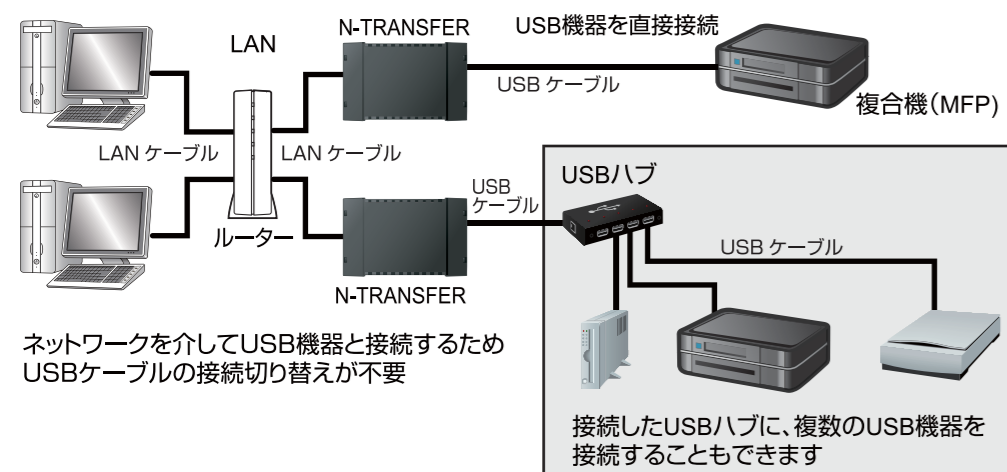 LAN
N-TRANSFER
USB機器を直接接続
USB ケーブル
複合機(MFP)
LAN ケーブル
LAN ケーブル
ルーター
N-TRANSFER
USB
ケーブル
USBハブ
USB ケーブル
ネットワークを介してUSB機器と接続するため
USBケーブルの接続切り替えが不要
接続したUSBハブに、複数のUSB機器を
接続することもできます